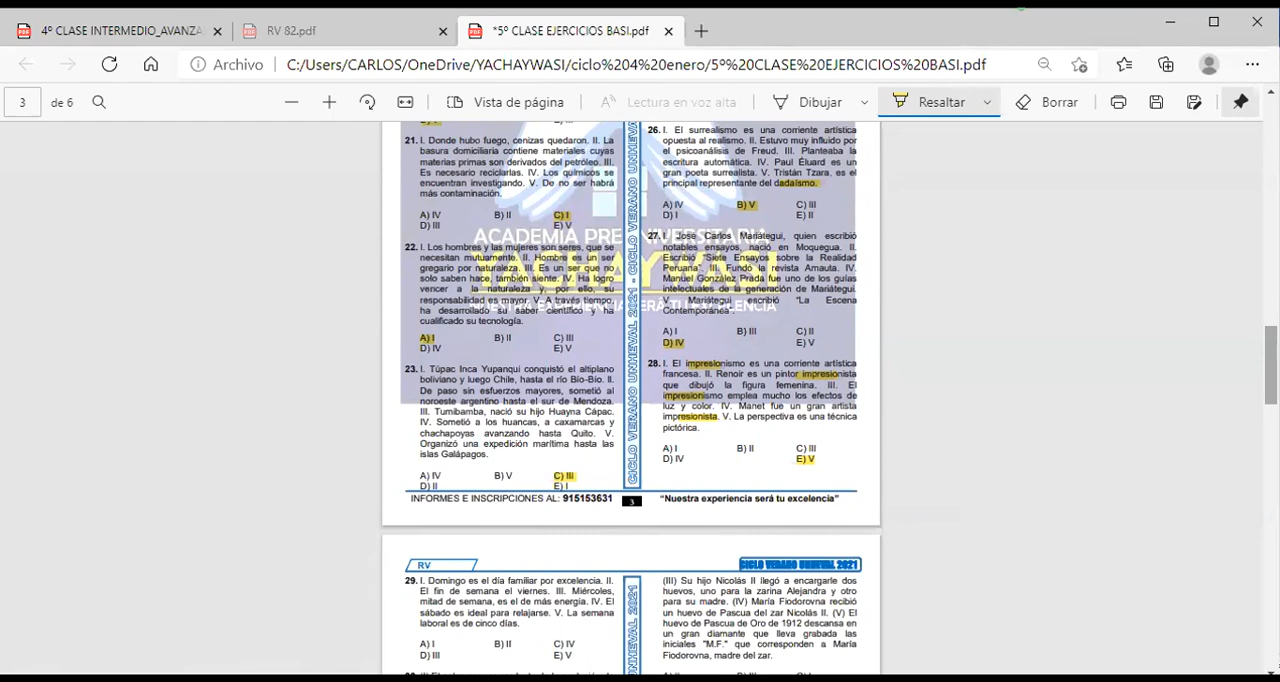 4º CLASE INTERMEDIO_AVANZA
RV 82.pdf
*5º CLASE EJERCICIOS BASI.pdf
Archivo
C:/Users/CARLOS/OneDrive/YACHAYWASI/ciclo%204%20enero/5º%20CLASE%20EJERCICIOS%20BASI.pdf
3 de 6
Vista de página
Lectura en voz alta
Dibujar
Resaltar
Borrar
21. I. Donde hubo fuego, cenizas quedaron. II. La
basura domiciliaria contiene materiales cuyas
materias primas son derivados del petróleo. III.
Es necesario reciclarlas. IV. Los químicos se
encuentran investigando. V. De no ser habrá
más contaminación.
A) IV B) II C) I
D) III E) V
22. I. Los hombres y las mujeres son seres, que se
necesitan mutuamente. II. Hombre es un ser
gregario por naturaleza. III. Es un ser que no
solo saben hace, también siente. IV. Ha logro
vencer a la naturaleza y, por ello, su
responsabilidad es mayor. V. A través tiempo,
ha desarrollado su saber científico y ha
cualificado su tecnología.
A) I B) II C) III
D) IV E) V
23. I. Túpac Inca Yupanqui conquistó el altiplano
boliviano y luego Chile, hasta el río Bío-Bío. II.
De paso sin esfuerzos mayores, sometió al
noroeste argentino hasta el sur de Mendoza.
III. Tumibamba, nació su hijo Huayna Cápac.
IV. Sometió a los huancas, a caxamarcas y
chachapoyas avanzando hasta Quito. V.
Organizó una expedición marítima hasta las
islas Galápagos.
A) IV B) V C) III
D) II E) I
CICLO VERANO UNHEVAL 2021 - CICLO VERANO UNHEVA
26. I. El surrealismo es una corriente artística
opuesta al realismo. II. Estuvo muy influido por
el psicoanálisis de Freud. III. Planteaba la
escritura automática. IV. Paul Éluard es un
gran poeta surrealista. V. Tristán Tzara, es el
principal representante del dadaísmo.
A) IV B) V C) III
D) I E) II
27. I. José Carlos Mariátegui, quien escribió
notables ensayos, nació en Moquegua. II.
Escribió "Siete Ensayos sobre la Realidad
Peruana". III. Fundó la revista Amauta. IV.
Manuel González Prada fue uno de los guías
intelectuales de la generación de Mariátegui.
V. Mariátegui escribió "La Escena
Contemporánea".
A) I B) III C) II
D) IV E) V
28. I. El impresionismo es una corriente artística
francesa. II. Renoir es un pintor impresionista
que dibujó la figura femenina. III. El
impresionismo emplea mucho los efectos de
luz y color. IV. Manet fue un gran artista
impresionista. V. La perspectiva es una técnica
pictórica.
A) I B) II C) III
D) IV E) V
ACADEMIA PRE UNIVERSITARIA
YACHAYWASI
INFORMES E INSCRIPCIONES AL: 915153631
3
"Nuestra experiencia será tu excelencia"
RV
CICLO VERANO UNHEVAL 2021
29. I. Domingo es el día familiar por excelencia. II.
El fin de semana el viernes. III. Miércoles,
mitad de semana, es el de más energía. IV. El
sábado es ideal para relajarse. V. La semana
laboral es de cinco días.
A) I B) II C) IV
D) III E) V
UNHEVAL 2021
(III) Su hijo Nicolás II llegó a encargarle dos
huevos, uno para la zarina Alejandra y otro
para su madre. (IV) María Fiodorovna recibió
un huevo de Pascua del zar Nicolás II. (V) El
huevo de Pascua de Oro de 1912 descansa en
un gran diamante que lleva grabada las
iniciales "M.F." que corresponden a María
Fiodorovna, madre del zar.